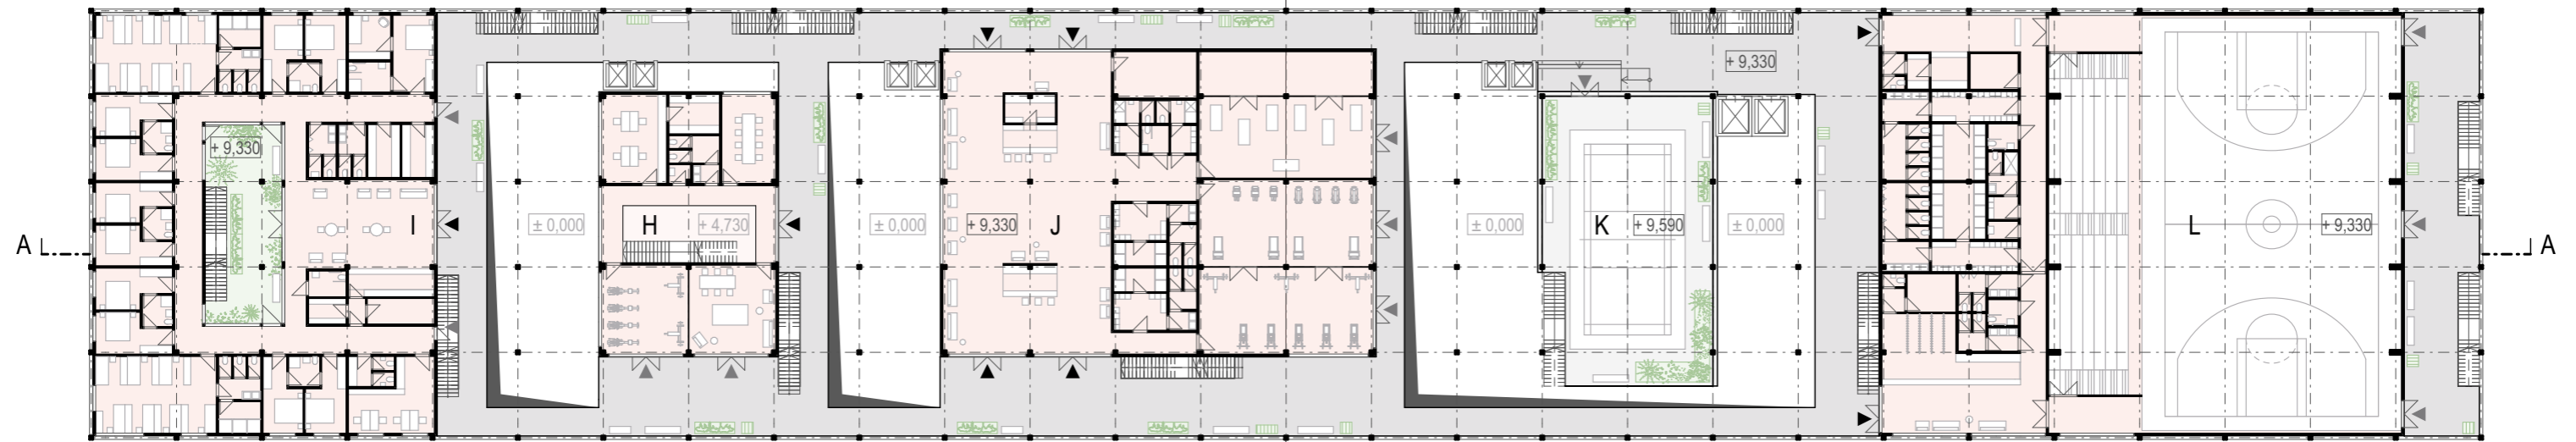 + 9,330
+ 9,330
A
I
± 0,000
H
+ 4,730
± 0,000
+ 9,330
J
± 0,000
K
+ 9,590
± 0,000
L
+ 9,330
A